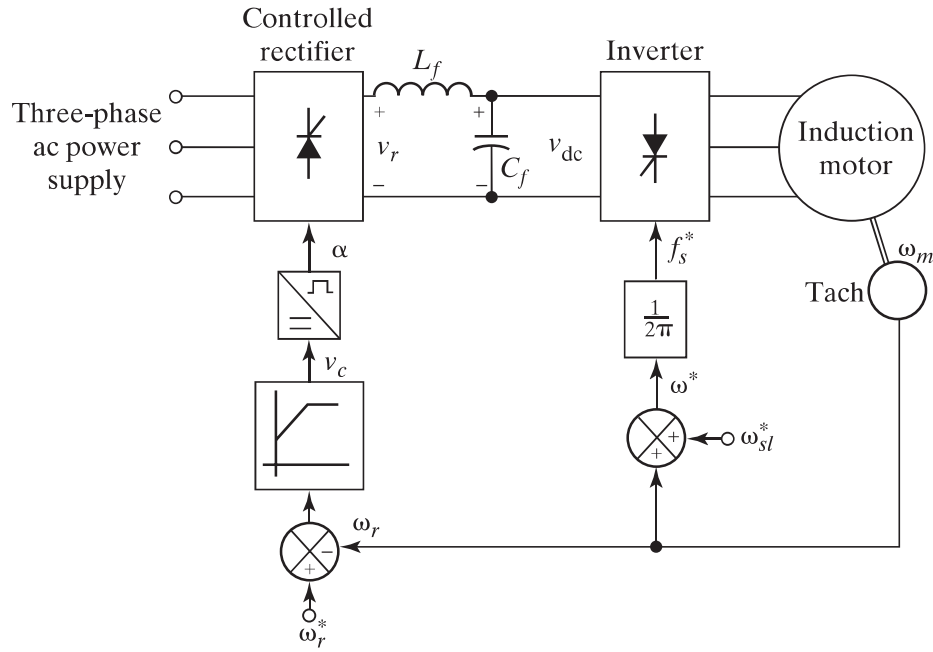 Controlled
rectifier
Inverter
L_f
Three-phase
ac power
supply
+
v_r
−
+
C_f
−
v_dc
Induction
motor
α
f_s^*
ω_m
Tach
1
2π
=
v_c
ω^*
+
+
ω_sl^*
ω_r
−
+
ω_r^*